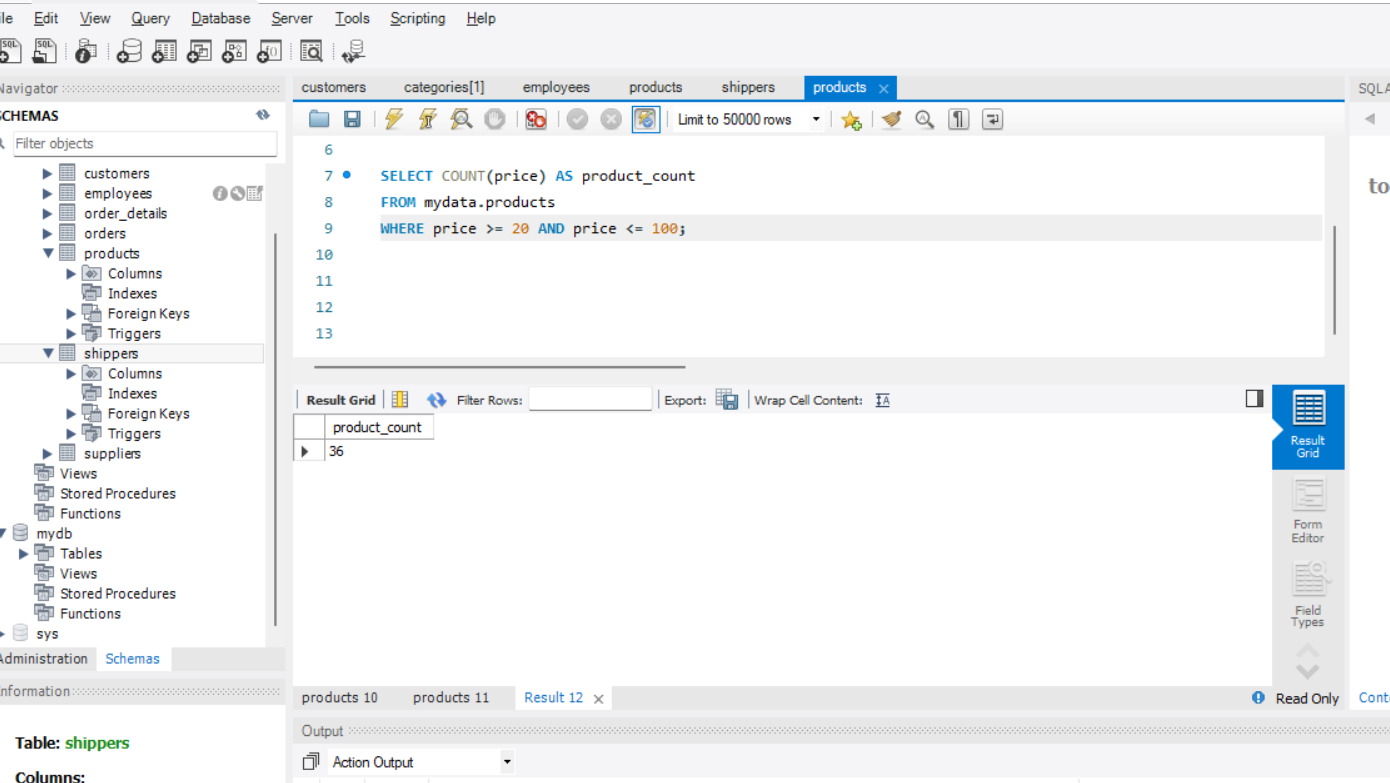 Edit View Query Database Server Tools Scripting Help
SQL SQL
Navigator
SCHEMAS
Filter objects
customers
employees
order_details
orders
products
Columns
Indexes
Foreign Keys
Triggers
shippers
Columns
Indexes
Foreign Keys
Triggers
suppliers
Views
Stored Procedures
Functions
mydb
Tables
Views
Stored Procedures
Functions
sys
Administration Schemas
Information
Table: shippers
Columns:
customers categories[1] employees products shippers products
Limit to 50000 rows
6
7 SELECT COUNT(price) AS product_count
8 FROM mydata.products
9 WHERE price >= 20 AND price <= 100;
10
11
12
13
Result Grid Filter Rows: Export: Wrap Cell Content: IA
product_count
36
Result
Grid
Form
Editor
Field
Types
products 10 products 11 Result 12 Read Only
Output
Action Output
SQLA
to
Conte